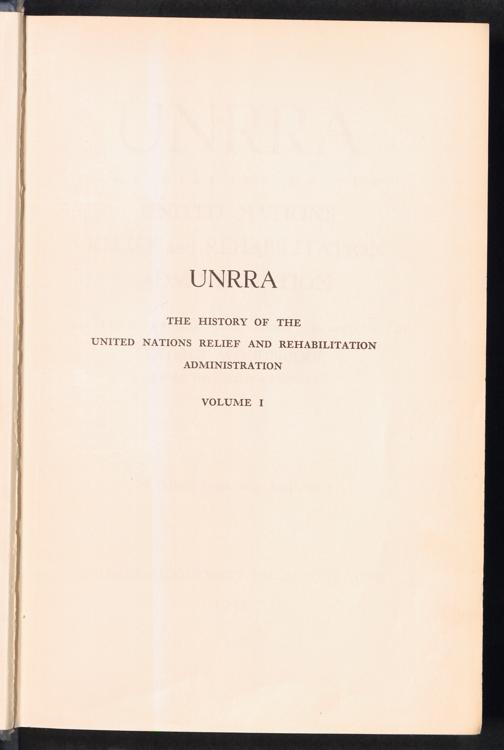 UNRRA
THE HISTORY OF THE
UNITED NATIONS RELIEF AND REHABILITATION
ADMINISTRATION
VOLUME I